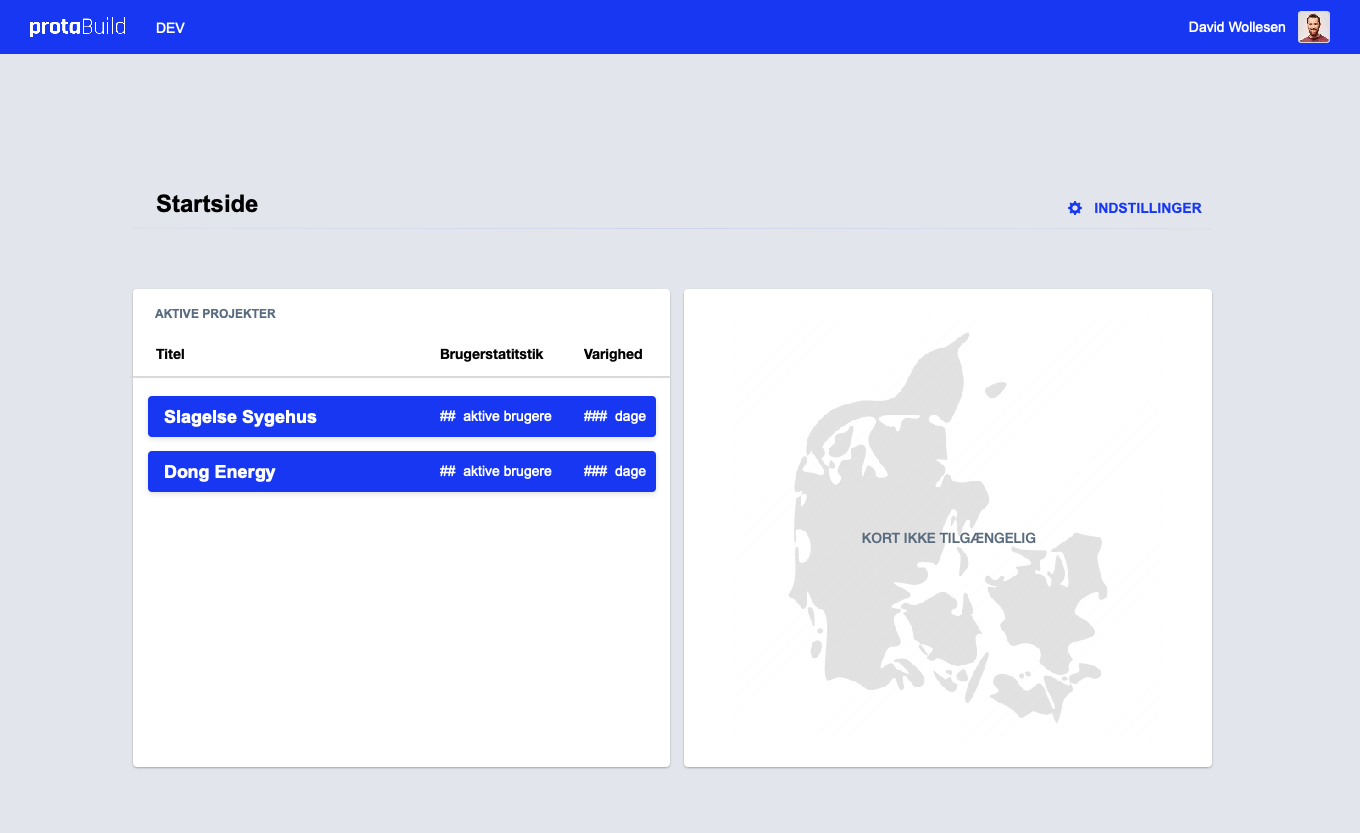 protaBuild DEV David Wollesen
Startside
INDSTILLINGER
AKTIVE PROJEKTER
Titel Brugerstatitstik Varighed
Slagelse Sygehus ## aktive brugere ### dage
Dong Energy ## aktive brugere ### dage
KORT IKKE TILGÆNGELIG